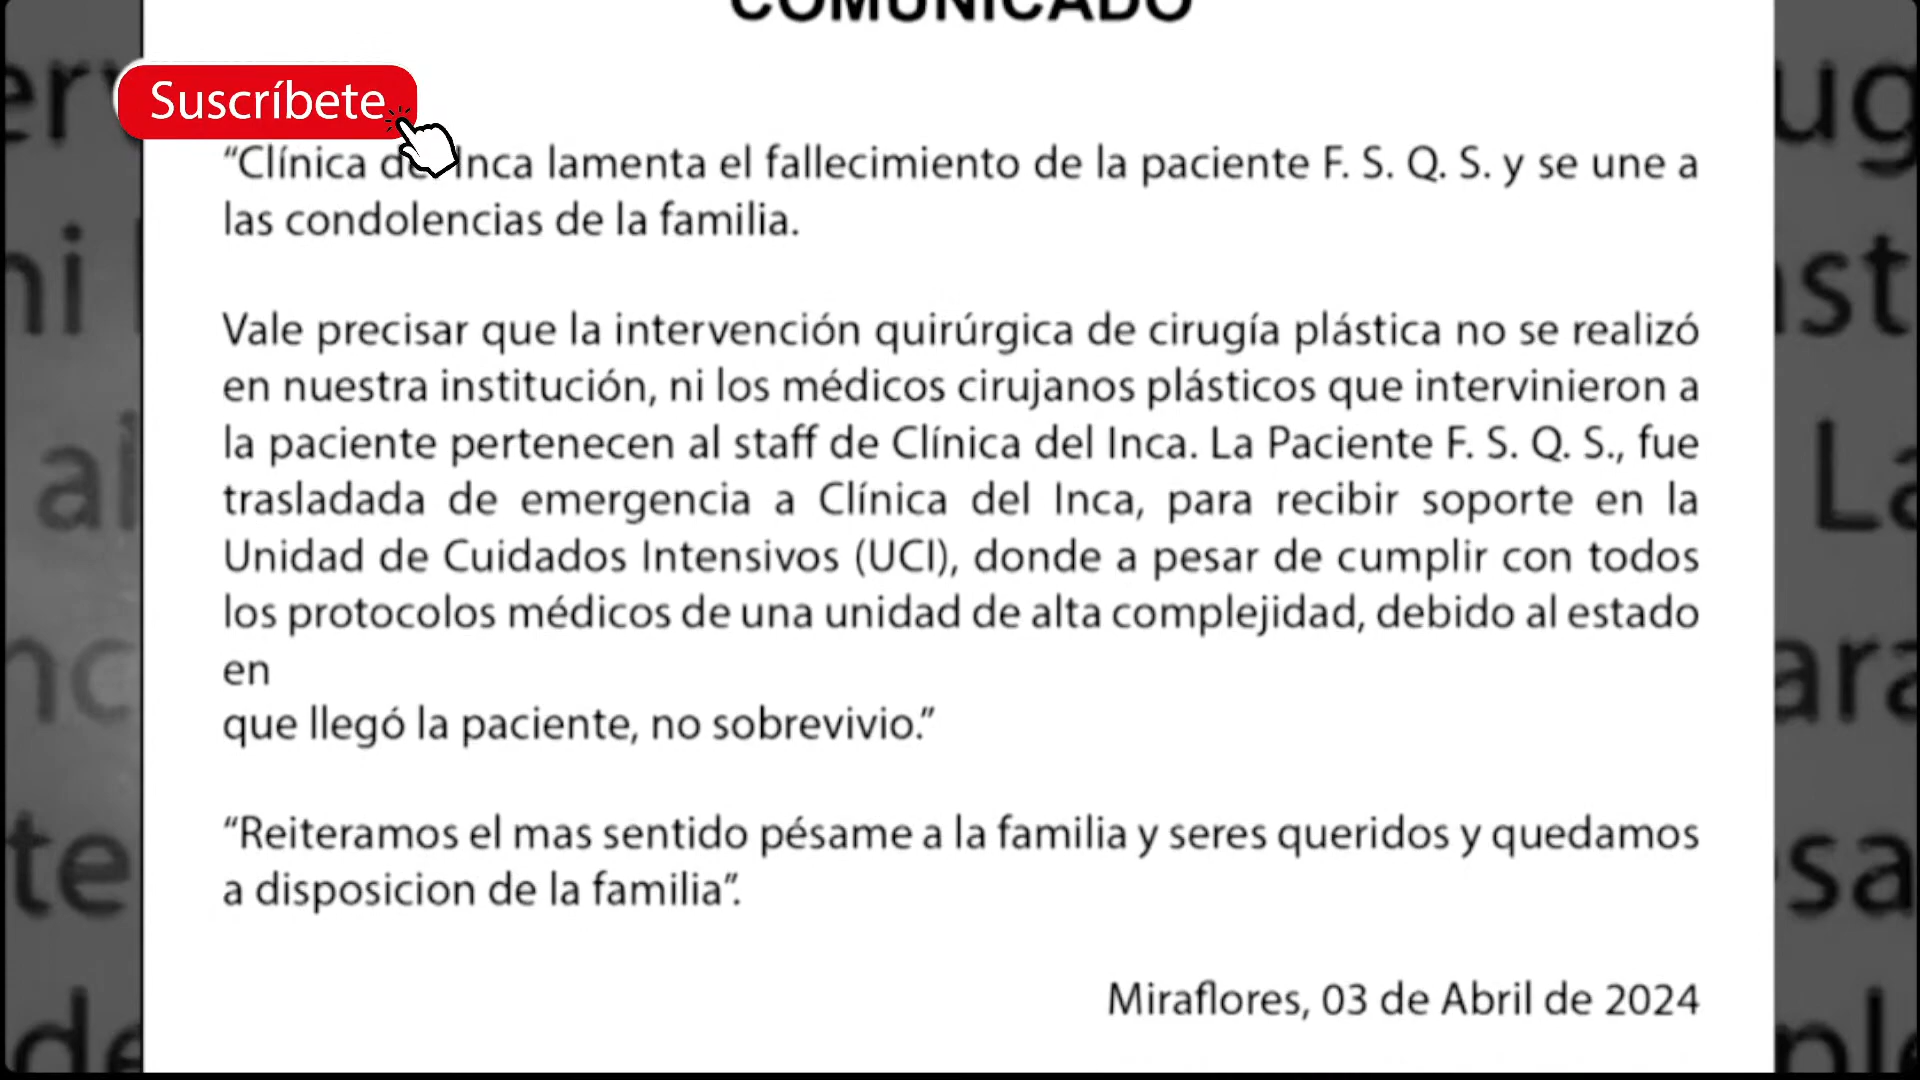 COMUNICADO
Suscríbete
“Clínica del Inca lamenta el fallecimiento de la paciente F. S. Q. S. y se une a
las condolencias de la familia.
Vale precisar que la intervención quirúrgica de cirugía plástica no se realizó
en nuestra institución, ni los médicos cirujanos plásticos que intervinieron a
la paciente pertenecen al staff de Clínica del Inca. La Paciente F. S. Q. S., fue
trasladada de emergencia a Clínica del Inca, para recibir soporte en la
Unidad de Cuidados Intensivos (UCI), donde a pesar de cumplir con todos
los protocolos médicos de una unidad de alta complejidad, debido al estado
en
que llegó la paciente, no sobrevivio.”
“Reiteramos el mas sentido pésame a la familia y seres queridos y quedamos
a disposicion de la familia”.
Miraflores, 03 de Abril de 2024